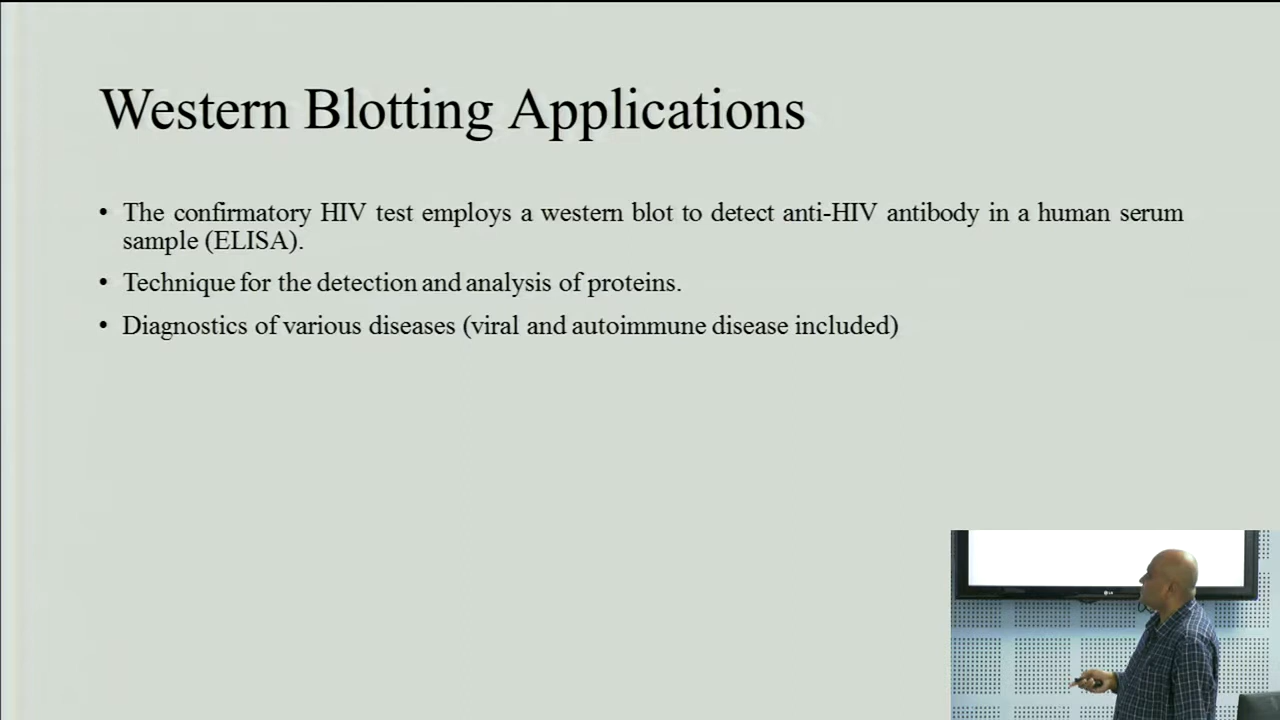 Western Blotting Applications
• The confirmatory HIV test employs a western blot to detect anti-HIV antibody in a human serum
sample (ELISA).
• Technique for the detection and analysis of proteins.
• Diagnostics of various diseases (viral and autoimmune disease included)
LG